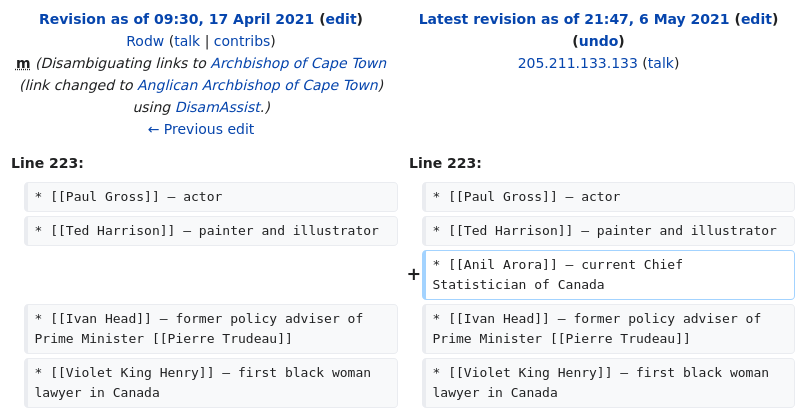 Revision as of 09:30, 17 April 2021 (edit)
Rodw (talk | contribs)
m (Disambiguating links to Archbishop of Cape Town
(link changed to Anglican Archbishop of Cape Town)
using DisamAssist.)
← Previous edit
Latest revision as of 21:47, 6 May 2021 (edit)
(undo)
205.211.133.133 (talk)
Line 223:
Line 223:
* [[Paul Gross]] – actor
* [[Paul Gross]] – actor
* [[Ted Harrison]] – painter and illustrator
* [[Ted Harrison]] – painter and illustrator
+
* [[Anil Arora]] – current Chief
Statistician of Canada
* [[Ivan Head]] – former policy adviser of
Prime Minister [[Pierre Trudeau]]
* [[Ivan Head]] – former policy adviser of
Prime Minister [[Pierre Trudeau]]
* [[Violet King Henry]] – first black woman
lawyer in Canada
* [[Violet King Henry]] – first black woman
lawyer in Canada